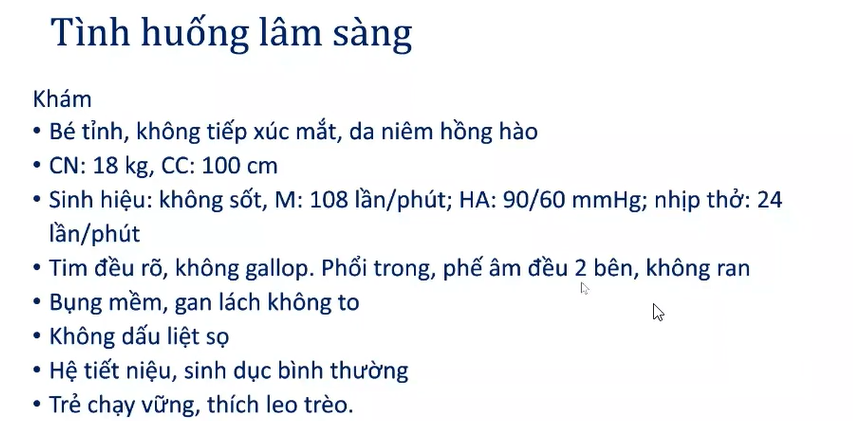 Tình huống lâm sàng
Khám
• Bé tỉnh, không tiếp xúc mắt, da niêm hồng hào
• CN: 18 kg, CC: 100 cm
• Sinh hiệu: không sốt, M: 108 lần/phút; HA: 90/60 mmHg; nhịp thở: 24
lần/phút
• Tim đều rõ, không gallop. Phổi trong, phế âm đều 2 bên, không ran
• Bụng mềm, gan lách không to
• Không dấu liệt sọ
• Hệ tiết niệu, sinh dục bình thường
• Trẻ chạy vững, thích leo trèo.